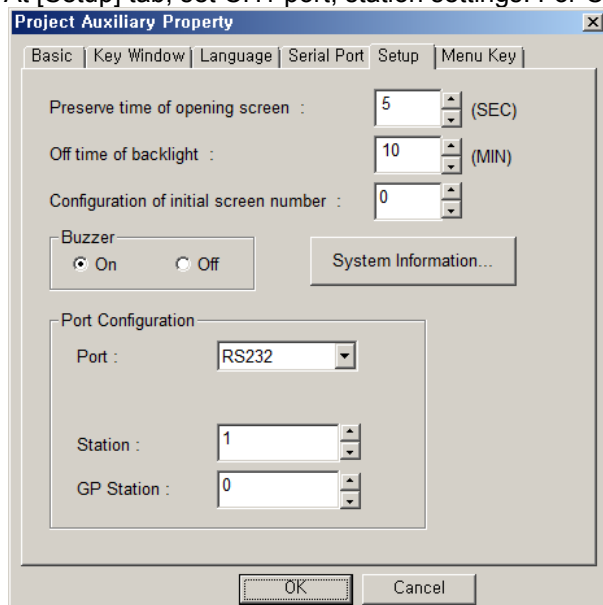 Project Auxiliary Property
Basic Key Window Language Serial Port Setup Menu Key
Preserve time of opening screen : 5 (SEC)
Off time of backlight : 10 (MIN)
Configuration of initial screen number : 0
Buzzer
On Off
System Information...
Port Configuration
Port : RS232
Station : 1
GP Station : 0
OK Cancel